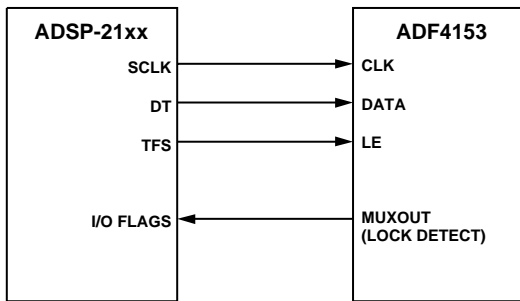 ADSP-21xx
ADF4153
SCLK
CLK
DT
DATA
TFS
LE
I/O FLAGS
MUXOUT
(LOCK DETECT)